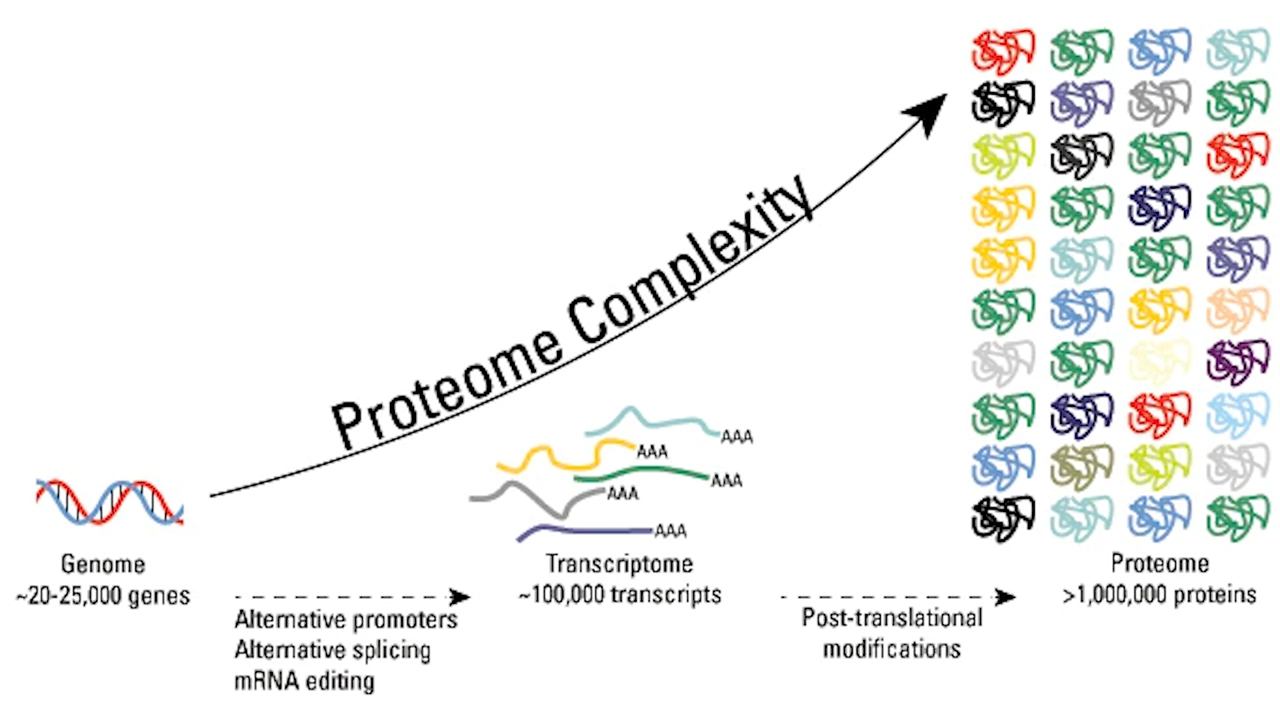 Proteome Complexity
AAA
AAA
AAA
AAA
AAA
Genome
~20-25,000 genes
Alternative promoters
Alternative splicing
mRNA editing
Transcriptome
~100,000 transcripts
Post-translational
modifications
Proteome
>1,000,000 proteins